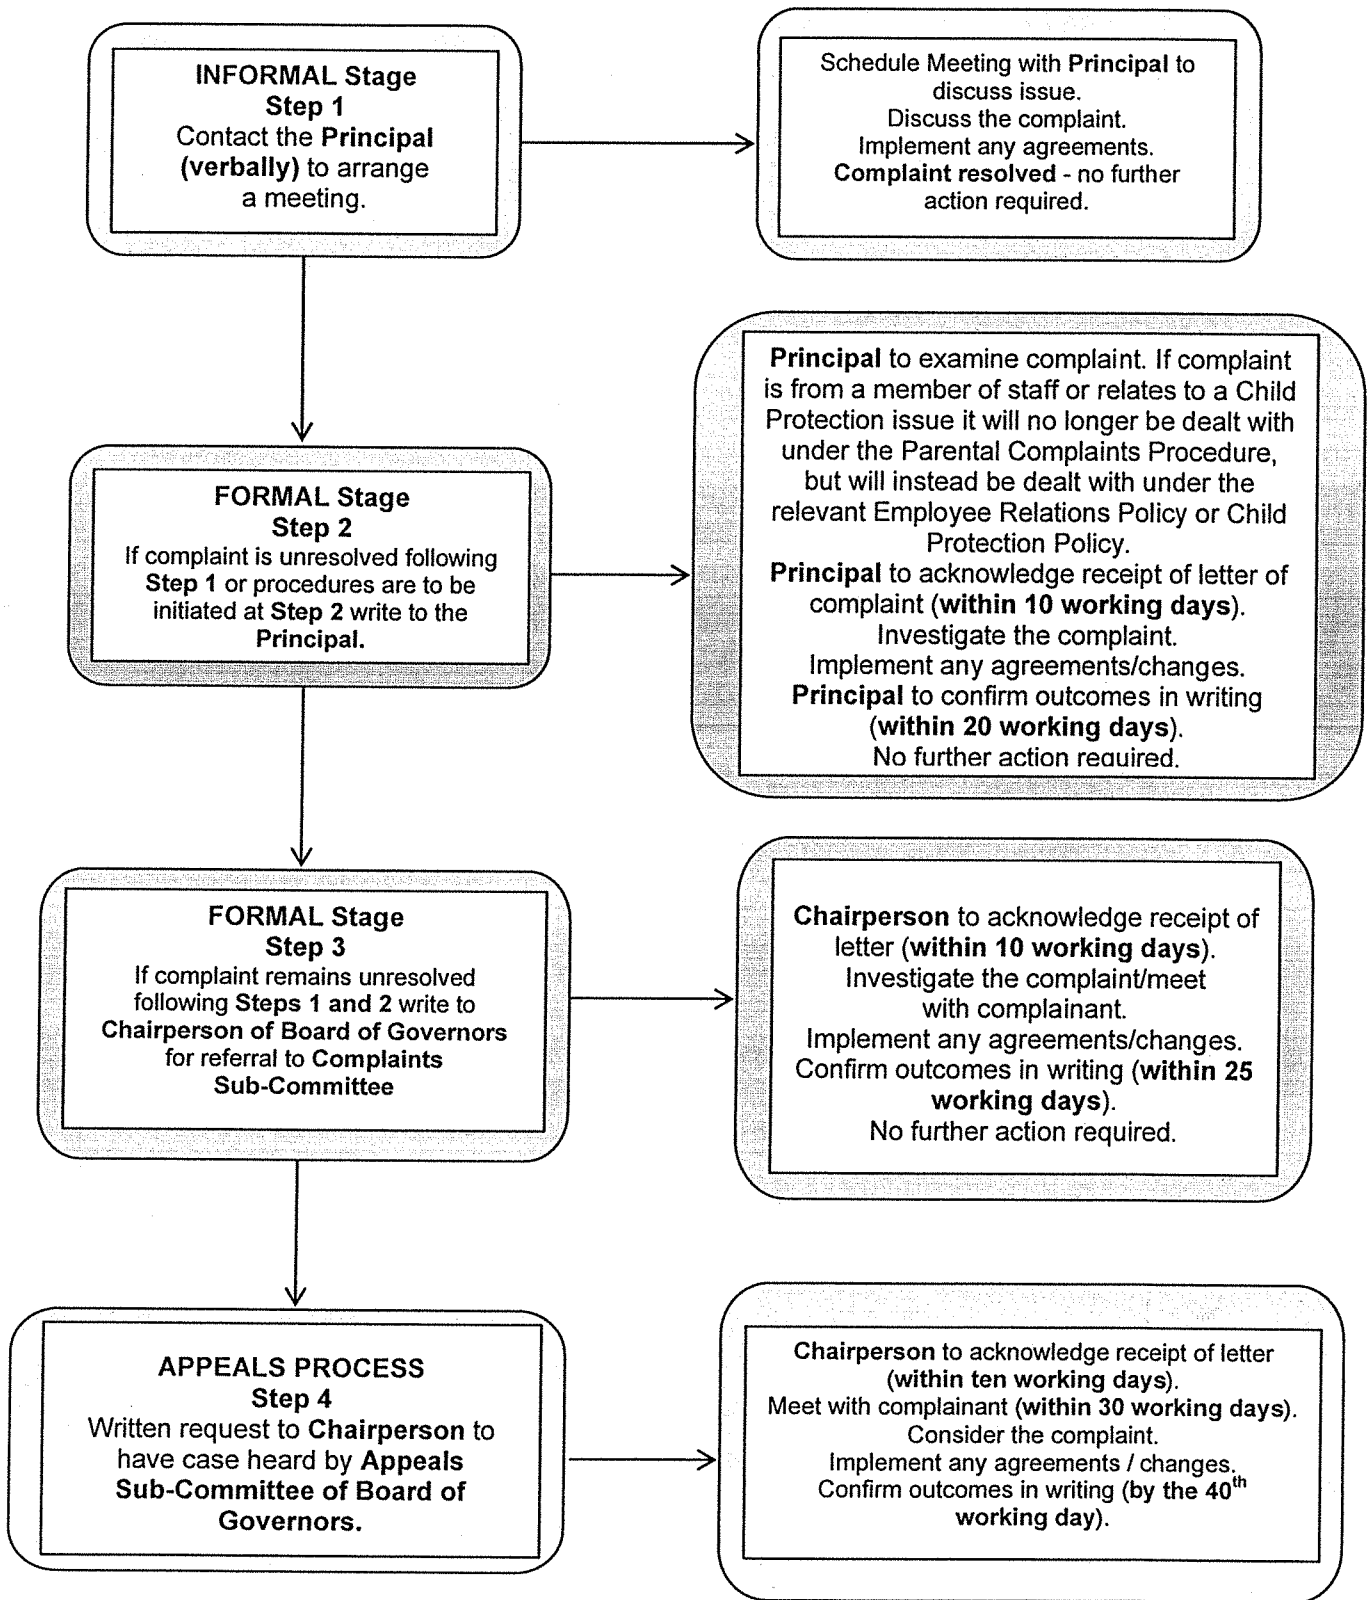 INFORMAL Stage
Step 1
Contact the Principal
(verbally) to arrange
a meeting.
Schedule Meeting with Principal to
discuss issue.
Discuss the complaint.
Implement any agreements.
Complaint resolved - no further
action required.
FORMAL Stage
Step 2
If complaint is unresolved following
Step 1 or procedures are to be
initiated at Step 2 write to the
Principal.
Principal to examine complaint. If complaint
is from a member of staff or relates to a Child
Protection issue it will no longer be dealt with
under the Parental Complaints Procedure,
but will instead be dealt with under the
relevant Employee Relations Policy or Child
Protection Policy.
Principal to acknowledge receipt of letter of
complaint (within 10 working days).
Investigate the complaint.
Implement any agreements/changes.
Principal to confirm outcomes in writing
(within 20 working days).
No further action required.
FORMAL Stage
Step 3
If complaint remains unresolved
following Steps 1 and 2 write to
Chairperson of Board of Governors
for referral to Complaints
Sub-Committee
Chairperson to acknowledge receipt of
letter (within 10 working days).
Investigate the complaint/meet
with complainant.
Implement any agreements/changes.
Confirm outcomes in writing (within 25
working days).
No further action required.
APPEALS PROCESS
Step 4
Written request to Chairperson to
have case heard by Appeals
Sub-Committee of Board of
Governors.
Chairperson to acknowledge receipt of letter
(within ten working days).
Meet with complainant (within 30 working days).
Consider the complaint.
Implement any agreements / changes.
Confirm outcomes in writing (by the 40th
working day).